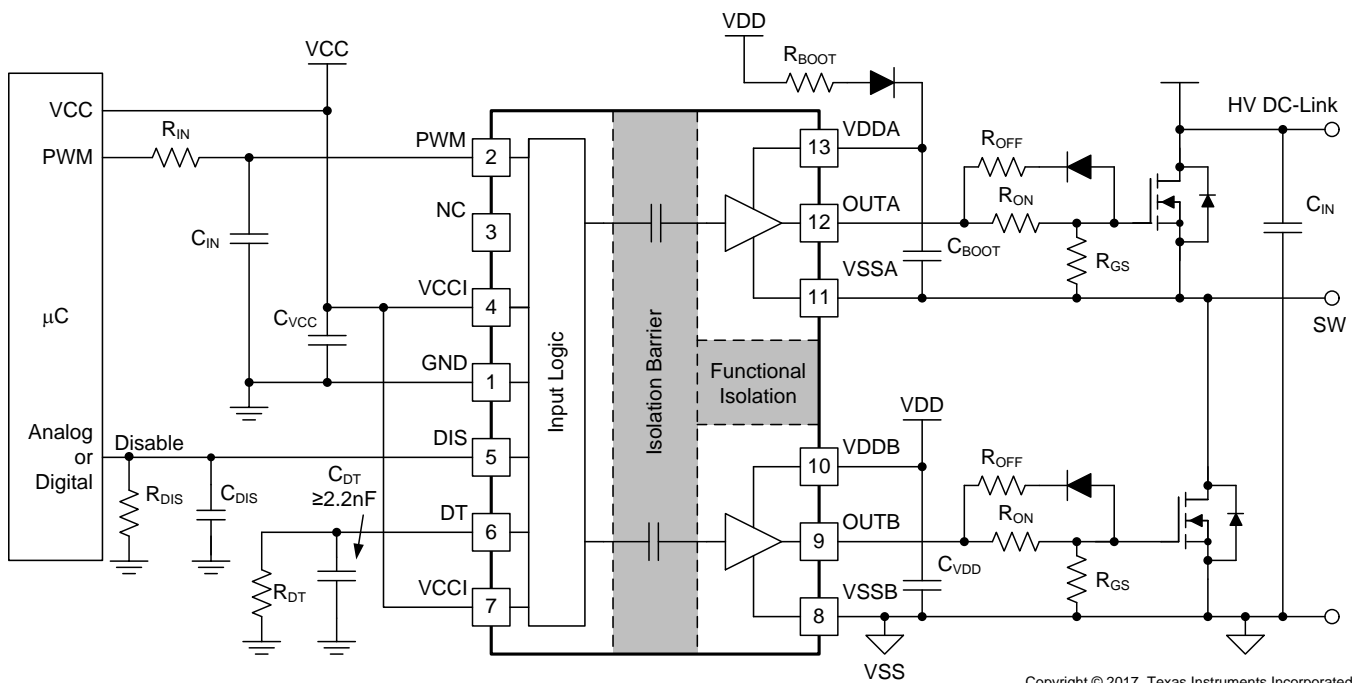 VDD
VCC
RBOOT
VCC
RIN
PWM
VDDA
HV DC-Link
PWM
2
13
ROFF
NC
OUTA
RON
3
12
CIN
CIN
CBOOT
RGS
VCCI
VSSA
µC
4
11
SW
CVCC
GND
1
Input Logic
Isolation Barrier
Functional
Isolation
VDD
Analog
or
Digital
Disable
DIS
VDDB
5
10
ROFF
RDIS
CDIS
CDT
≥2.2nF
DT
OUTB
RON
6
9
RDT
CVDD
RGS
VCCI
VSSB
7
8
VSS
Copyright © 2017, Texas Instruments Incorporated